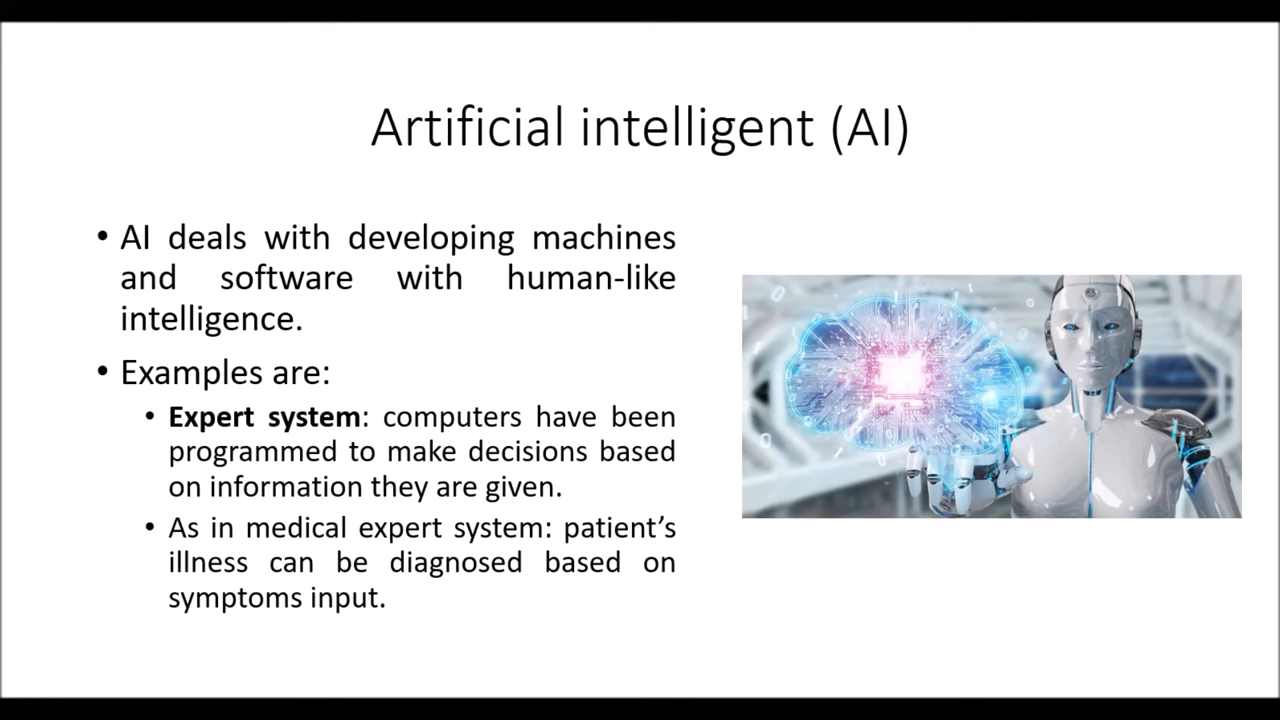 Artificial intelligent (AI)
• AI deals with developing machines
and software with human-like
intelligence.
• Examples are:
• Expert system: computers have been
programmed to make decisions based
on information they are given.
• As in medical expert system: patient’s
illness can be diagnosed based on
symptoms input.